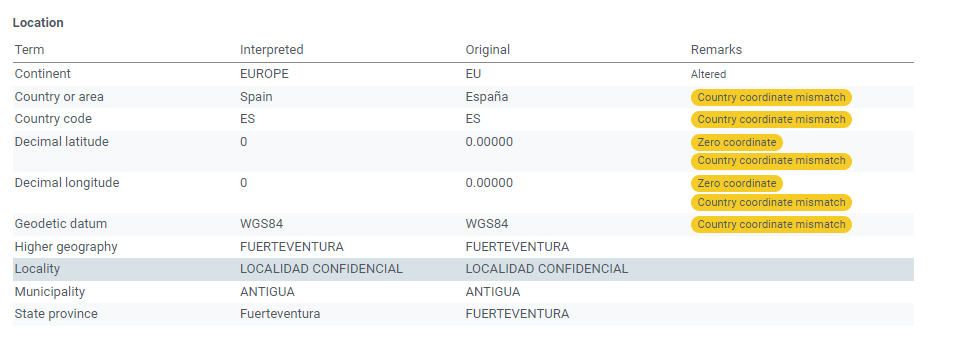 Location
Term Interpreted Original Remarks
Continent EUROPE EU Altered
Country or area Spain España Country coordinate mismatch
Country code ES ES Country coordinate mismatch
Decimal latitude 0 0.00000 Zero coordinate
Country coordinate mismatch
Decimal longitude 0 0.00000 Zero coordinate
Country coordinate mismatch
Geodetic datum WGS84 WGS84 Country coordinate mismatch
Higher geography FUERTEVENTURA FUERTEVENTURA
Locality LOCALIDAD CONFIDENCIAL LOCALIDAD CONFIDENCIAL
Municipality ANTIGUA ANTIGUA
State province Fuerteventura FUERTEVENTURA